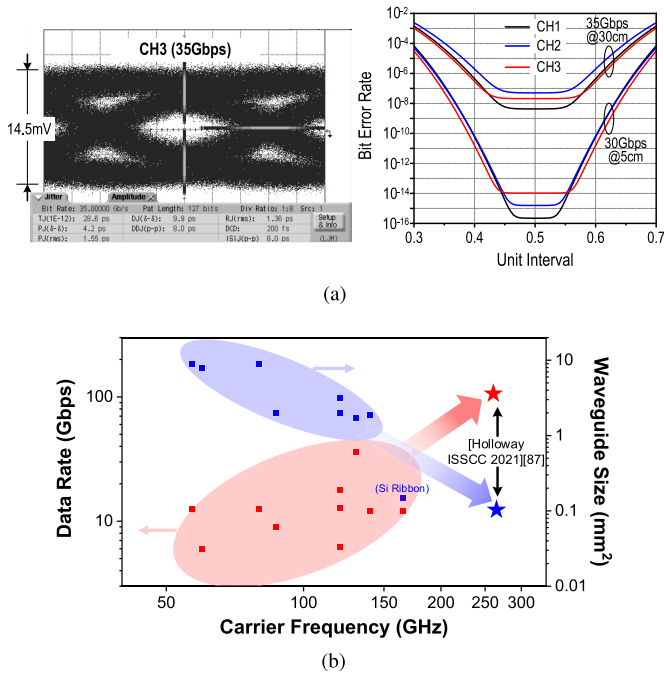 CH3 (35Gbps)
14.5mV
Jitter Amplitude
Bit Rate: 35.00000 Gb/s Pat Length: 127 bits Div Ratio: 1:8 Src: 1
TJ(1E-12): 28.6 ps DJ(δ-δ): 9.9 ps RJ(rms): 1.36 ps
PJ(δ-δ): 4.2 ps DDJ(p-p): 8.0 ps DCD: 200 fs
PJ(rms): 1.55 ps ISIJ(p-p) 8.0 ps
Setup
& Info
(LJM)
Bit Error Rate
10-2
10-4
10-6
10-8
10-10
10-12
10-14
10-16
CH1
CH2
CH3
35Gbps
@30cm
30Gbps
@5cm
0.3 0.4 0.5 0.6 0.7
Unit Interval
(a)
Data Rate (Gbps)
100
10
Waveguide Size (mm2)
10
1
0.1
0.01
[Holloway
ISSCC 2021][87]
(Si Ribbon)
50 100 150 200 250 300
Carrier Frequency (GHz)
(b)